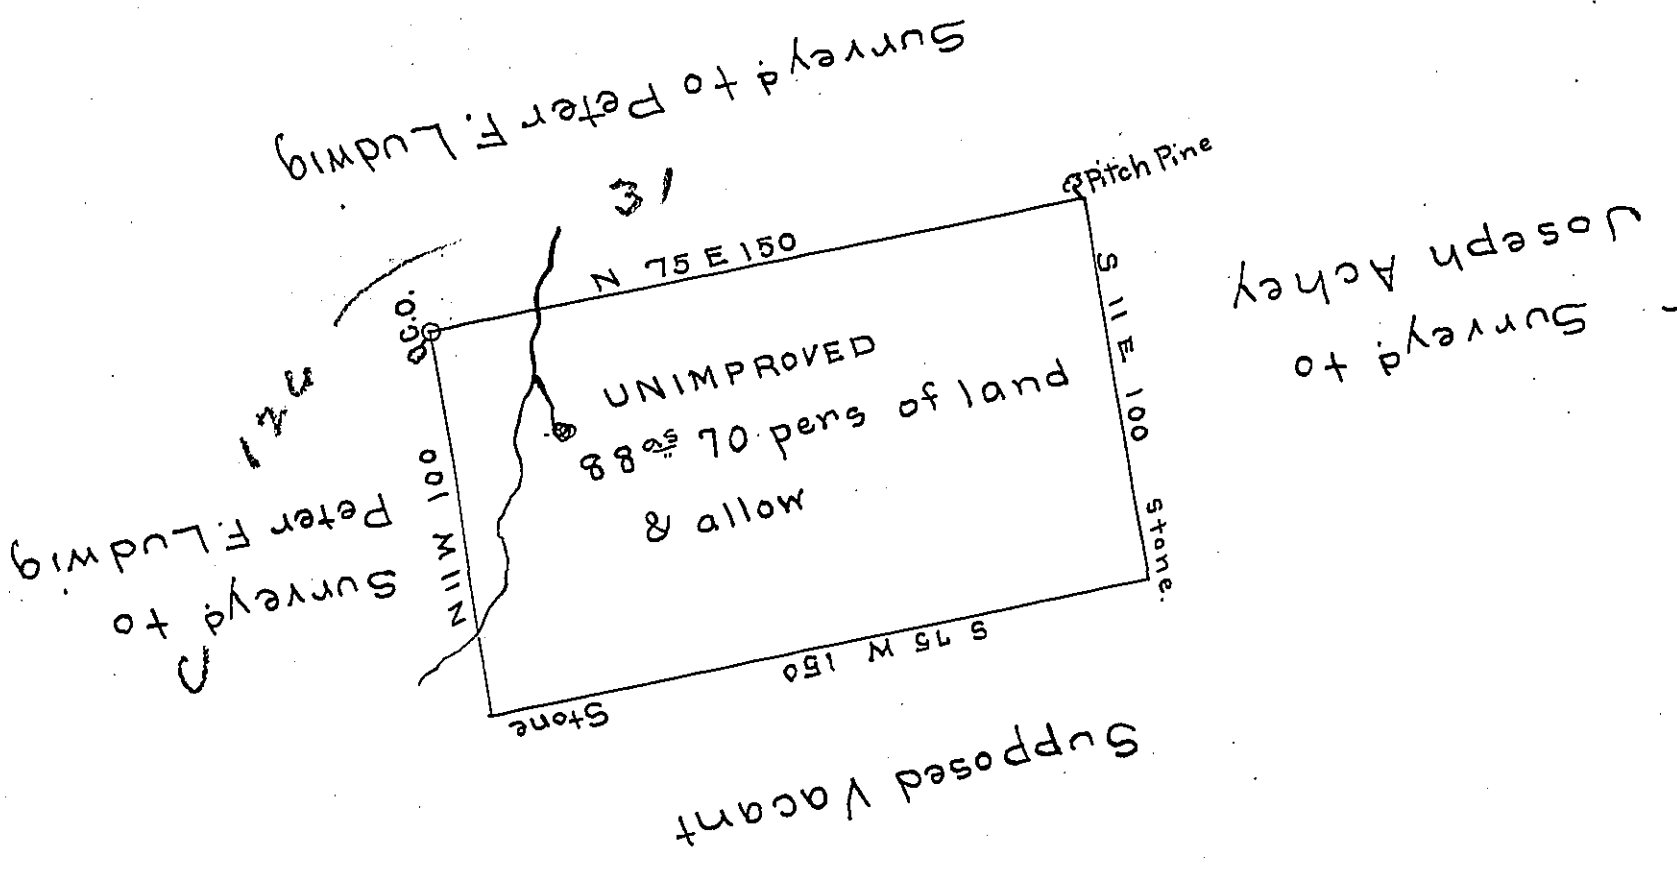 Survey'd to Peter F. Ludwig
31
Pitch Pine
N 75 E 150
C.O.
S 11 E 100
Survey'd to
Joseph Achey
UNIMPROVED
88 as 70 pers of land
& allow
N 11 W 100
Survey'd to
Peter F. Ludwig
Stone.
S 75 W 150
Stone
Supposed Vacant